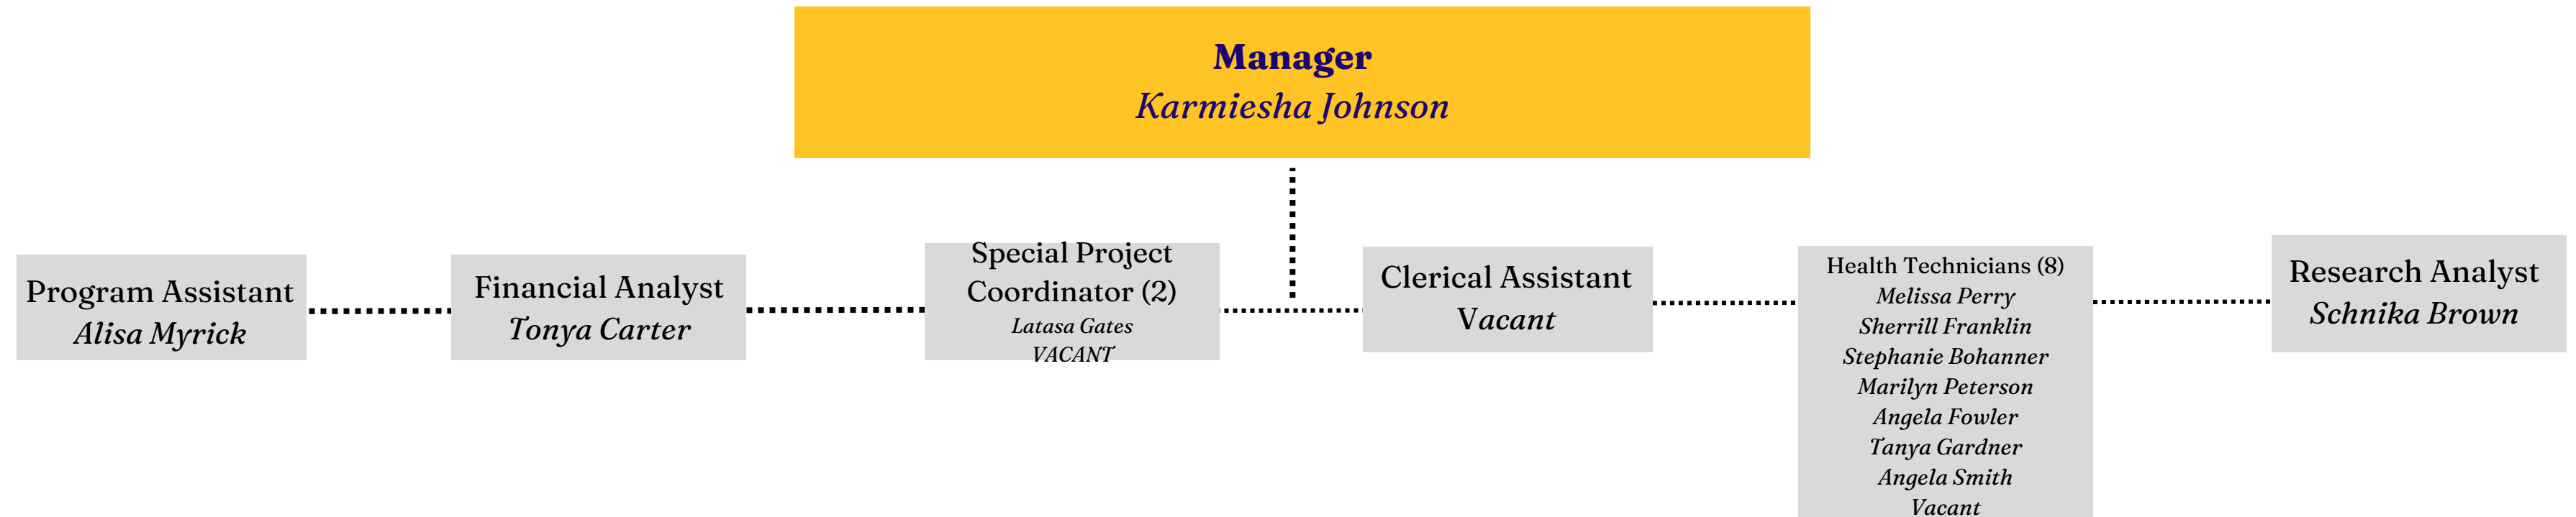 Manager
Karmiesha Johnson
Program Assistant
Alisa Myrick
Financial Analyst
Tonya Carter
Special Project
Coordinator (2)
Latasa Gates
VACANT
Clerical Assistant
Vacant
Health Technicians (8)
Melissa Perry
Sherrill Franklin
Stephanie Bohanner
Marilyn Peterson
Angela Fowler
Tanya Gardner
Angela Smith
Vacant
Research Analyst
Schnika Brown